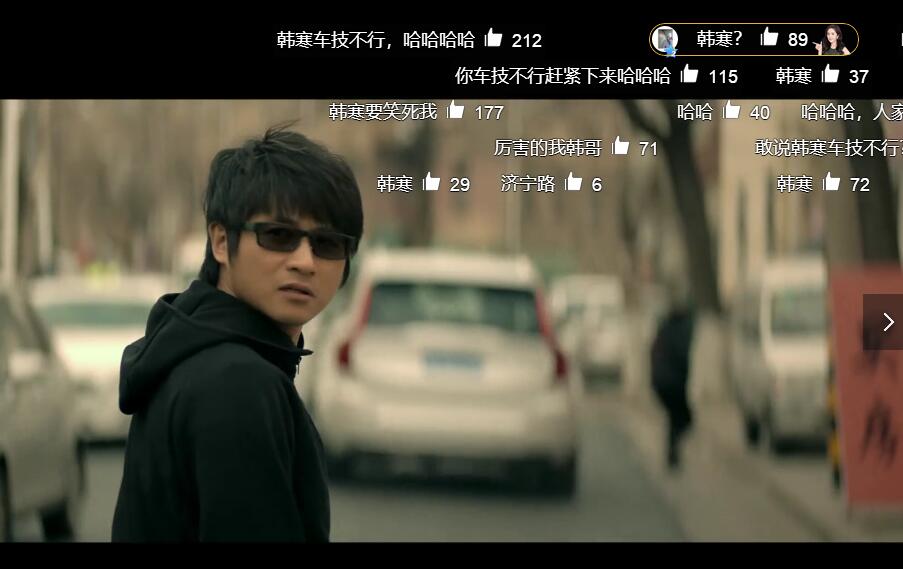 韩寒车技不行，哈哈哈哈 212 韩寒？ 89
你车技不行赶紧下来哈哈哈 115 韩寒 37
韩寒要笑死我 177 哈哈 40 哈哈哈，人家
厉害的我韩哥 71 敢说韩寒车技不行
韩寒 29 济宁路 6 韩寒 72